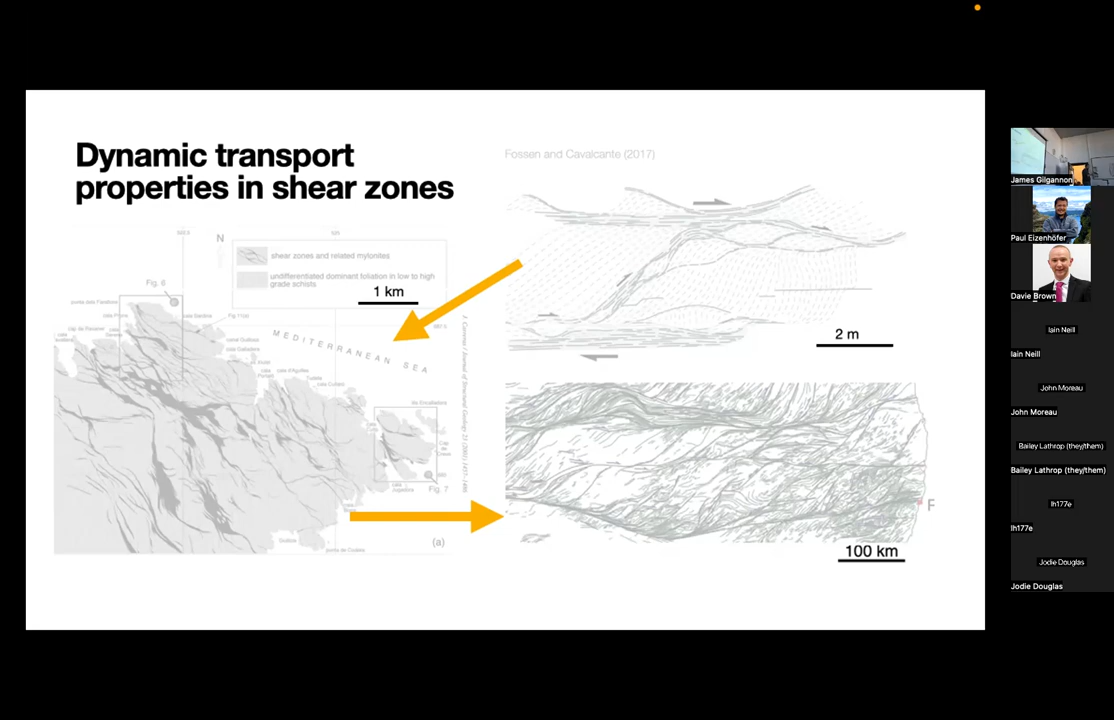 Dynamic transport
properties in shear zones
Fossen and Cavalcante (2017)
N
shear zones and related mylonites
undifferentiated dominant foliation in low to high
grade schists
1 km
Fig. 6
MEDITERRANEAN SEA
Fig. 7
(a)
2 m
F
100 km
James Gilgannon
Paul Eizenhöfer
Davie Brown
Iain Neill
Iain Neill
John Moreau
John Moreau
Bailey Lathrop (they/them)
Bailey Lathrop (they/them)
lh177e
lh177e
Jodie Douglas
Jodie Douglas